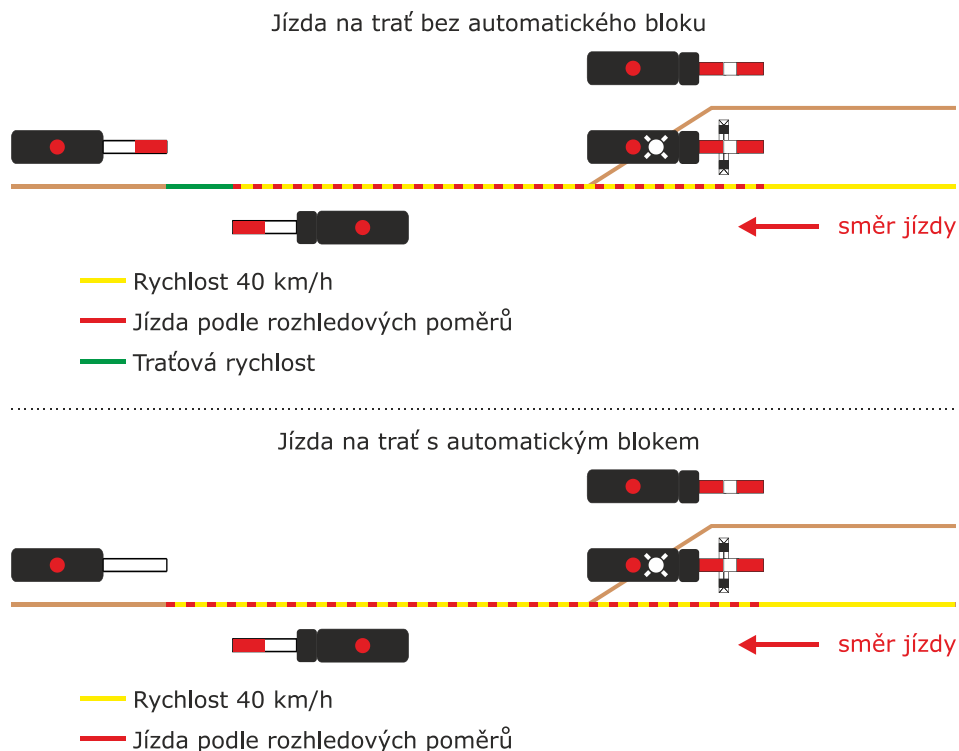 Jízda na trať bez automatického bloku
směr jízdy
Rychlost 40 km/h
Jízda podle rozhledových poměrů
Traťová rychlost
Jízda na trať s automatickým blokem
směr jízdy
Rychlost 40 km/h
Jízda podle rozhledových poměrů